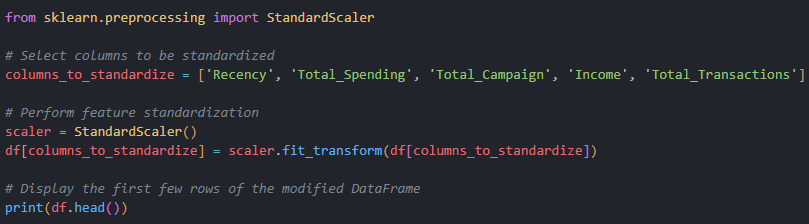 from sklearn.preprocessing import StandardScaler
# Select columns to be standardized
columns_to_standardize = ['Recency', 'Total_Spending', 'Total_Campaign', 'Income', 'Total_Transactions']
# Perform feature standardization
scaler = StandardScaler()
df[columns_to_standardize] = scaler.fit_transform(df[columns_to_standardize])
# Display the first few rows of the modified DataFrame
print(df.head())